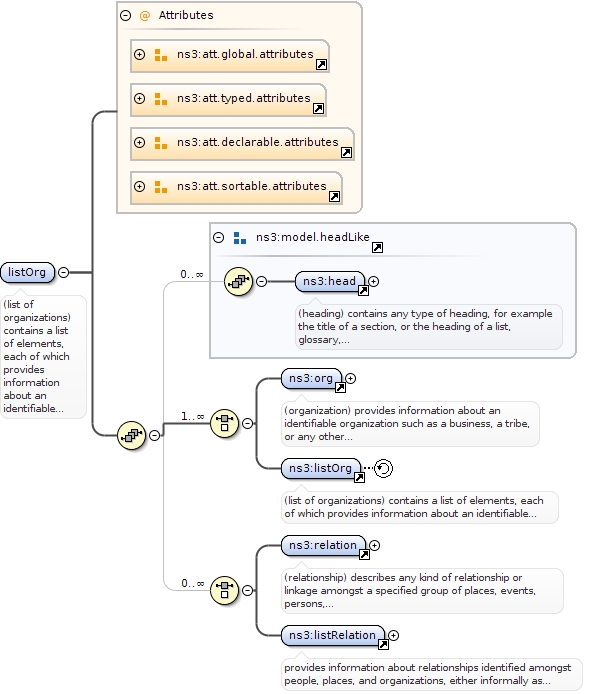 @ Attributes
ns3:att.global.attributes
ns3:att.typed.attributes
ns3:att.declarable.attributes
ns3:att.sortable.attributes
ns3:model.headLike
listOrg
0..∞
ns3:head
(list of
organizations)
contains a list
of elements,
each of which
provides
information
about an
identifiable...
(heading) contains any type of heading, for example
the title of a section, or the heading of a list,
glossary,...
ns3:org
1..∞
(organization) provides information about an
identifiable organization such as a business, a tribe,
or any other...
ns3:listOrg
(list of organizations) contains a list of elements, each
of which provides information about an identifiable...
ns3:relation
0..∞
(relationship) describes any kind of relationship or
linkage amongst a specified group of places, events,
persons,...
ns3:listRelation
provides information about relationships identified amongst
people, places, and organizations, either informally as...